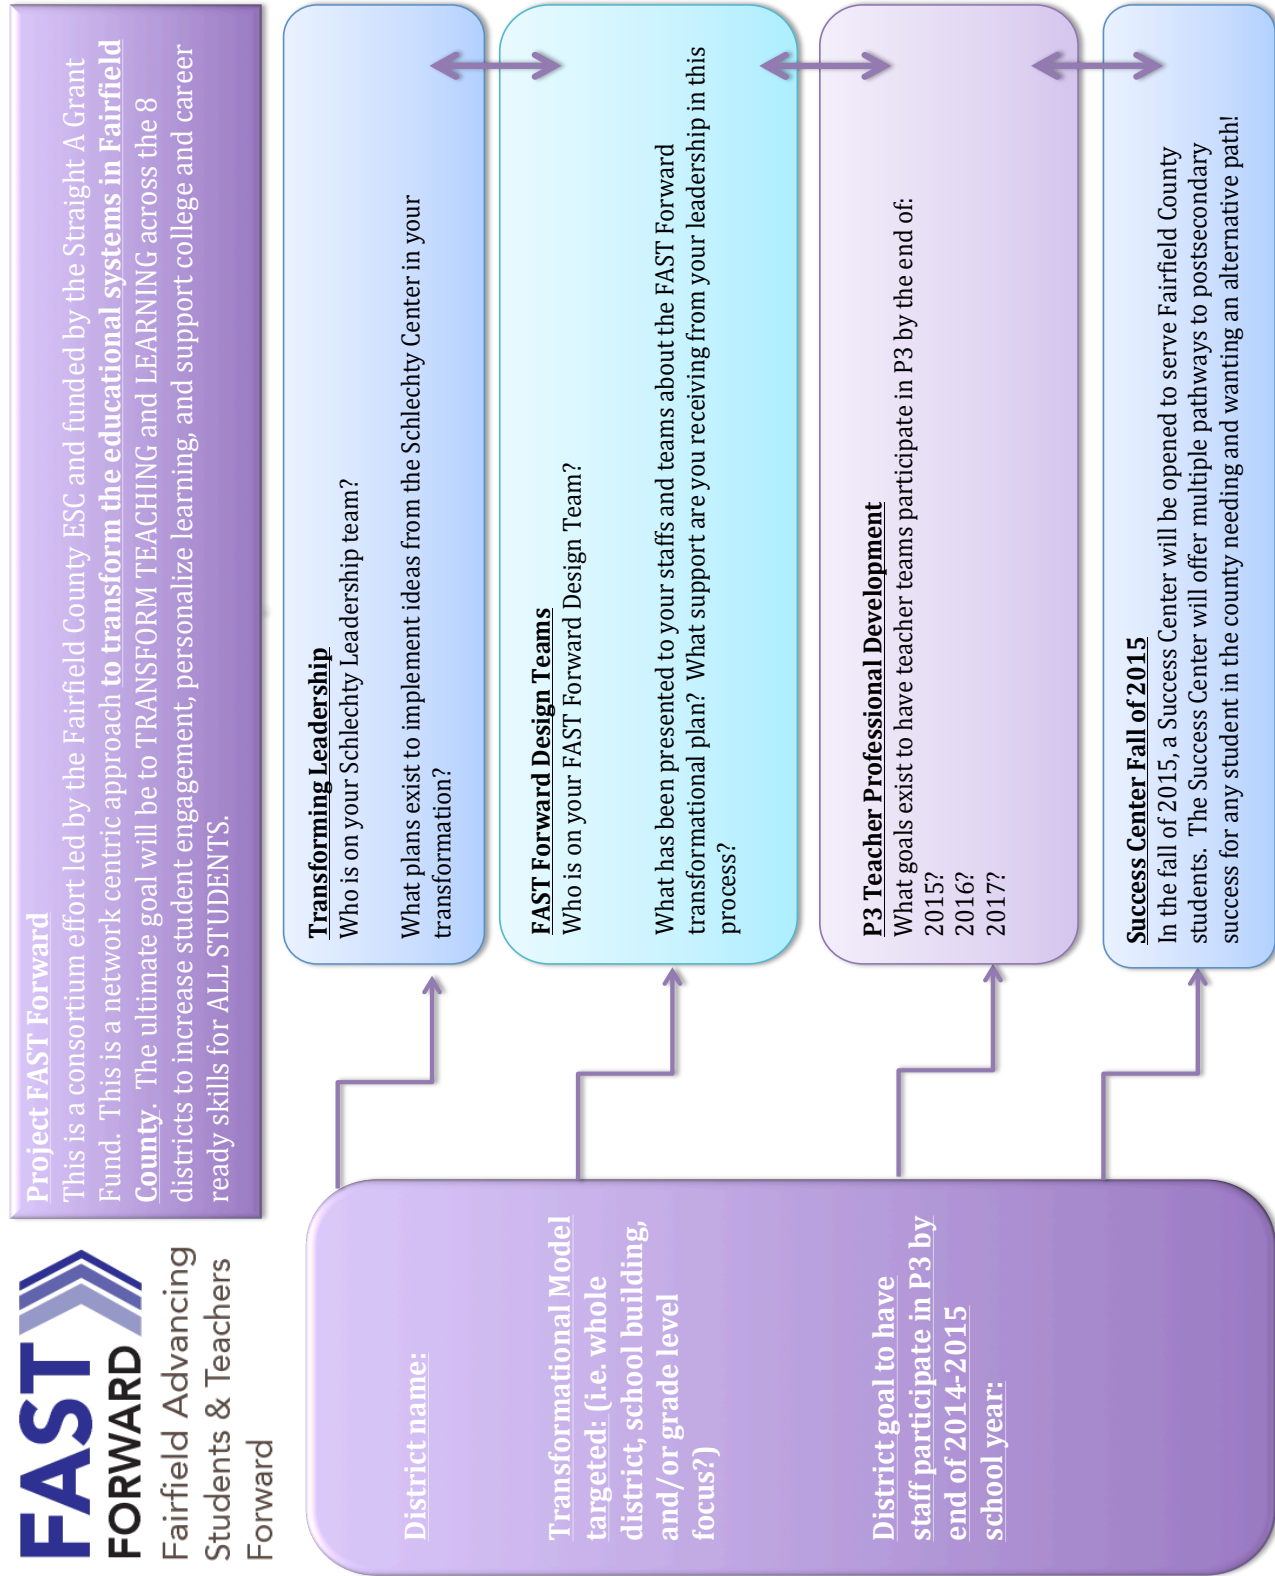 FAST
FORWARD
Fairfield Advancing
Students & Teachers
Forward
Project FAST Forward
This is a consortium effort led by the Fairfield County ESC and funded by the Straight A Grant
Fund.  This is a network centric approach to transform the educational systems in Fairfield
County.  The ultimate goal will be to TRANSFORM TEACHING and LEARNING across the 8
districts to increase student engagement, personalize learning, and support college and career
ready skills for ALL STUDENTS.
District name:
Transformational Model
targeted: (i.e. whole
district, school building,
and/or grade level
focus?)
District goal to have
staff participate in P3 by
end of 2014-2015
school year:
Transforming Leadership
Who is on your Schlechty Leadership team?
What plans exist to implement ideas from the Schlechty Center in your
transformation?
FAST Forward Design Teams
Who is on your FAST Forward Design Team?
What has been presented to your staffs and teams about the FAST Forward
transformational plan?  What support are you receiving from your leadership in this
process?
P3 Teacher Professional Development
What goals exist to have teacher teams participate in P3 by the end of:
2015?
2016?
2017?
Success Center Fall of 2015
In the fall of 2015, a Success Center will be opened to serve Fairfield County
students.  The Success Center will offer multiple pathways to postsecondary
success for any student in the county needing and wanting an alternative path!